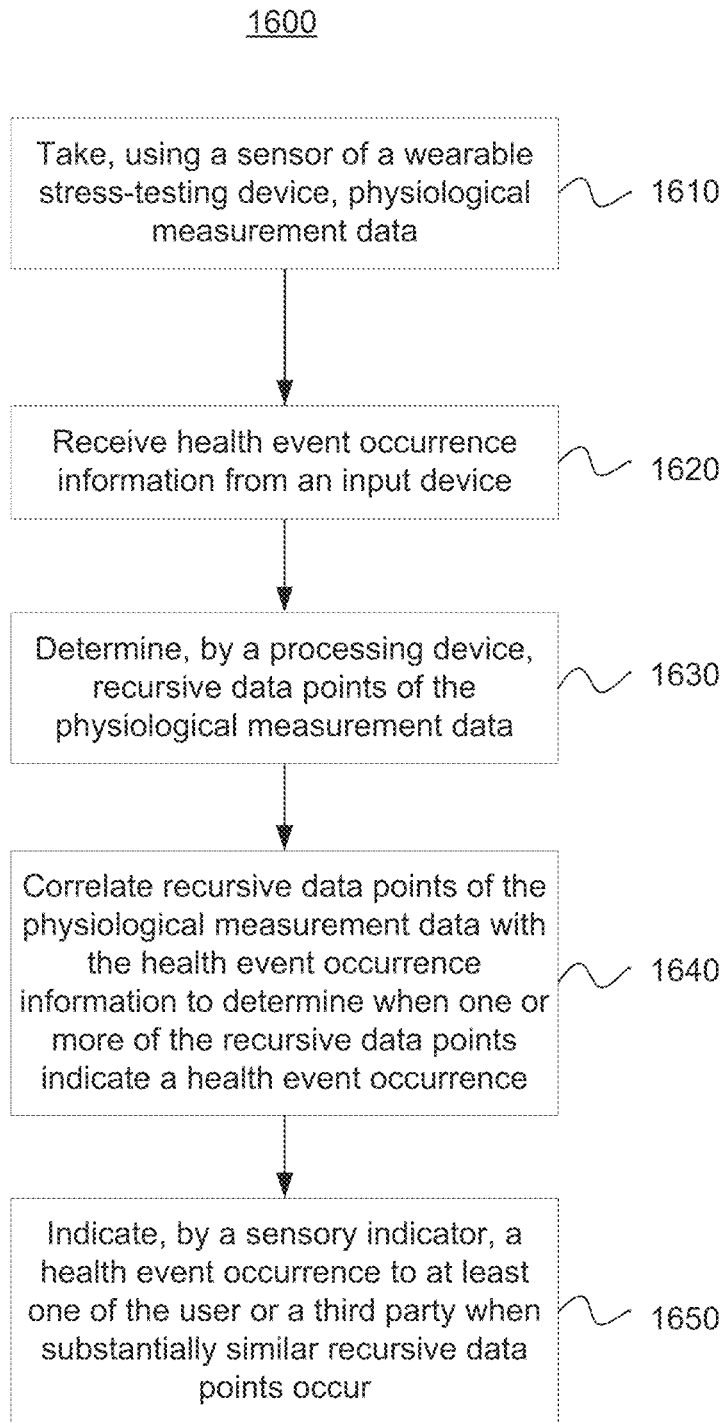 1600
Take, using a sensor of a wearable
stress-testing device, physiological
measurement data
1610
Receive health event occurrence
information from an input device
1620
Determine, by a processing device,
recursive data points of the
physiological measurement data
1630
Correlate recursive data points of the
physiological measurement data with
the health event occurrence
information to determine when one or
more of the recursive data points
indicate a health event occurrence
1640
Indicate, by a sensory indicator, a
health event occurrence to at least
one of the user or a third party when
substantially similar recursive data
points occur
1650